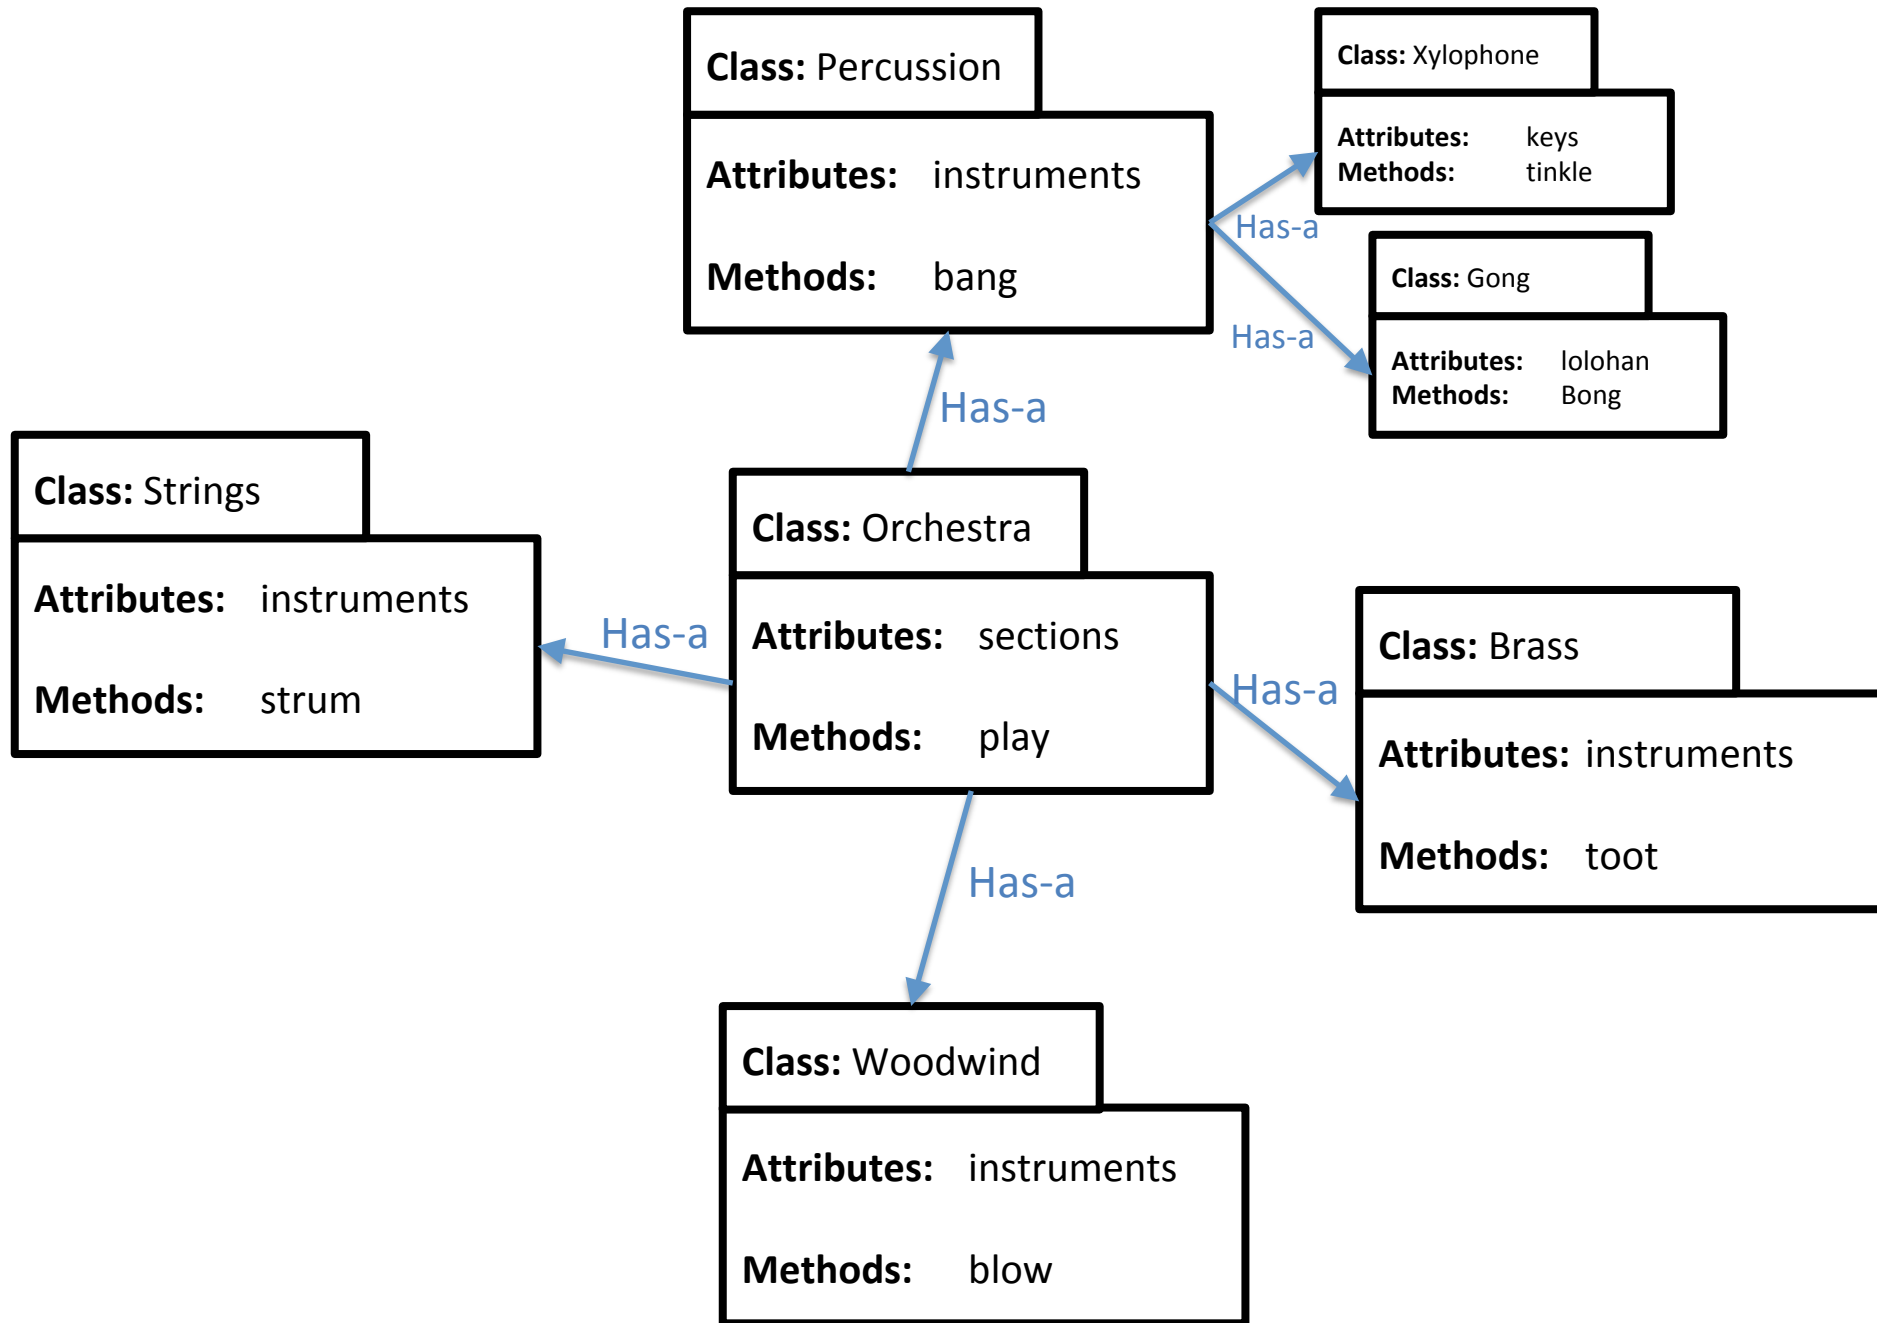 Class: Percussion
Attributes: instruments
Methods: bang
Class: Xylophone
Attributes: keys
Methods: tinkle
Has-a
Class: Gong
Has-a
Attributes: lolohan
Methods: Bong
Has-a
Class: Strings
Attributes: instruments
Methods: strum
Has-a
Class: Orchestra
Attributes: sections
Methods: play
Has-a
Class: Brass
Attributes: instruments
Methods: toot
Has-a
Class: Woodwind
Attributes: instruments
Methods: blow